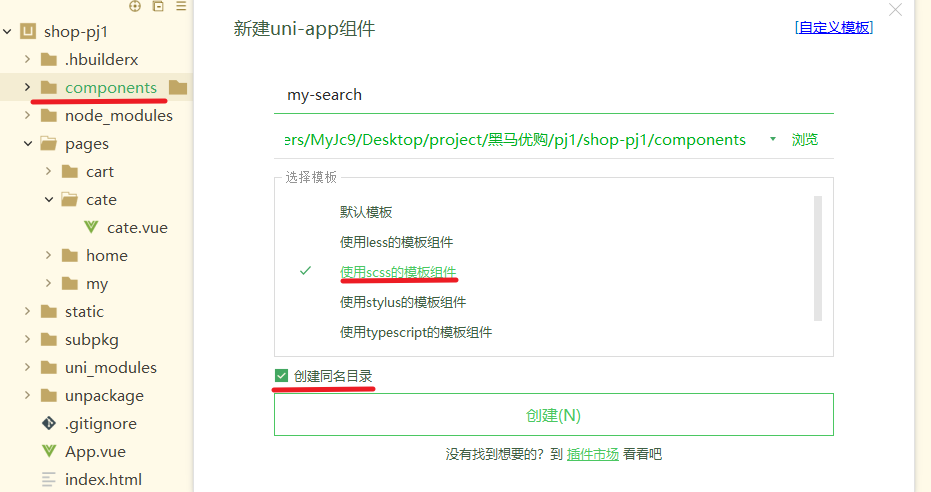 shop-pj1
.hbuilderx
components
node_modules
pages
cart
cate
cate.vue
home
my
static
subpkg
uni_modules
unpackage
.gitignore
App.vue
index.html
新建uni-app组件
[自定义模板]
my-search
ers/MyJc9/Desktop/project/黑马优购/pj1/shop-pj1/components
浏览
选择模板
默认模板
使用less的模板组件
使用scss的模板组件
使用stylus的模板组件
使用typescript的模板组件
创建同名目录
创建(N)
没有找到想要的？到 插件市场 看看吧